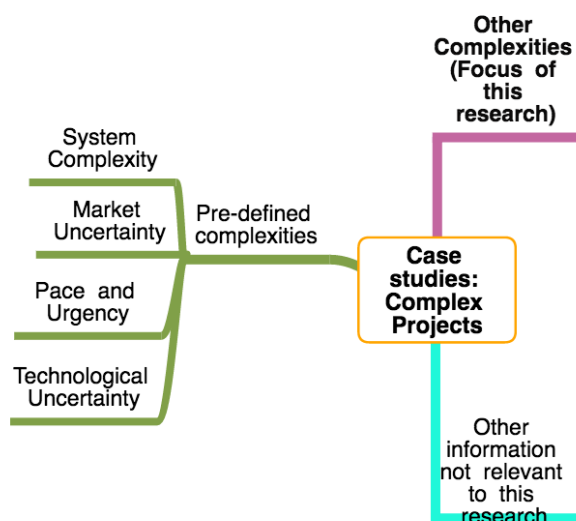 Other
Complexities
(Focus of
this
research)
System
Complexity
Market
Uncertainty
Pace and
Urgency
Technological
Uncertainty
Pre-defined
complexities
Case
studies:
Complex
Projects
Other
information
not relevant
to this
research